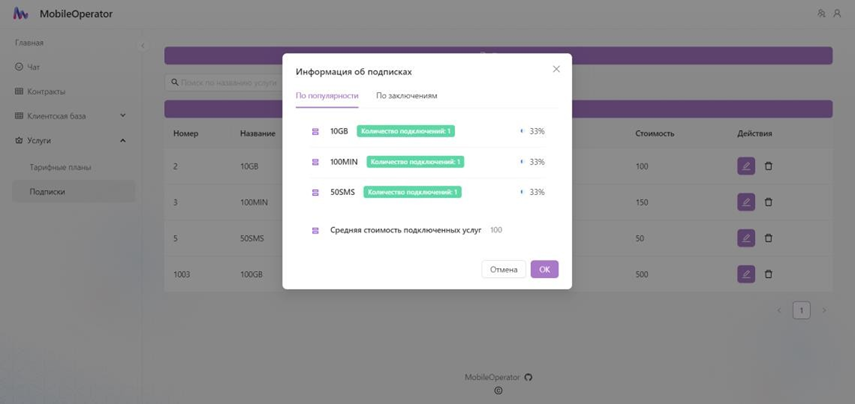 MobileOperator
Главная
Чат
Контракты
Клиентская база
Услуги
Тарифные планы
Подписки
Поиск по названию услуги
Номер Название Стоимость Действия
2 10GB 100
3 100MIN 150
5 50SMS 50
1003 100GB 500
1
Информация об подписках
По популярности По заключениям
10GB Количество подключений: 1 33%
100MIN Количество подключений: 1 33%
50SMS Количество подключений: 1 33%
Средняя стоимость подключенных услуг 100
Отмена OK
MobileOperator
©